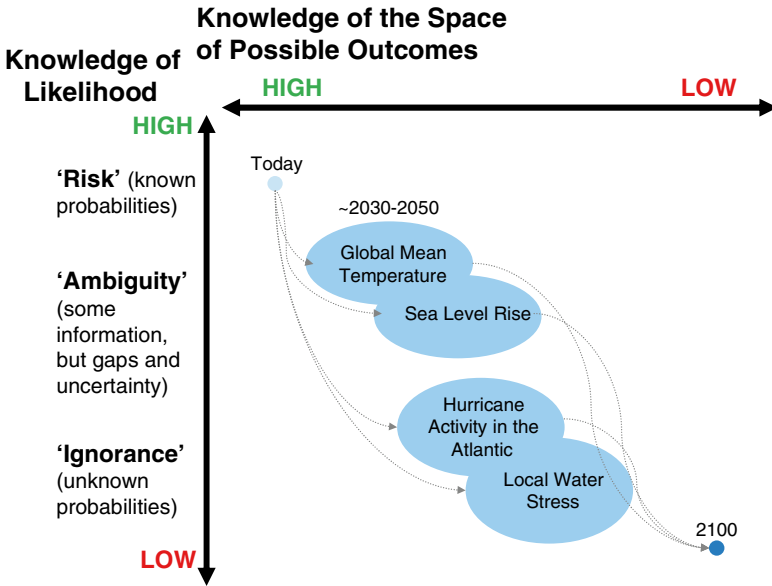 Knowledge of the Space
of Possible Outcomes
Knowledge of
Likelihood
HIGH
LOW
HIGH
Today
‘Risk’ (known
probabilities)
~2030-2050
Global Mean
Temperature
‘Ambiguity’
(some
information,
but gaps and
uncertainty)
Sea Level Rise
Hurricane
Activity in the
Atlantic
‘Ignorance’
(unknown
probabilities)
Local Water
Stress
2100
LOW